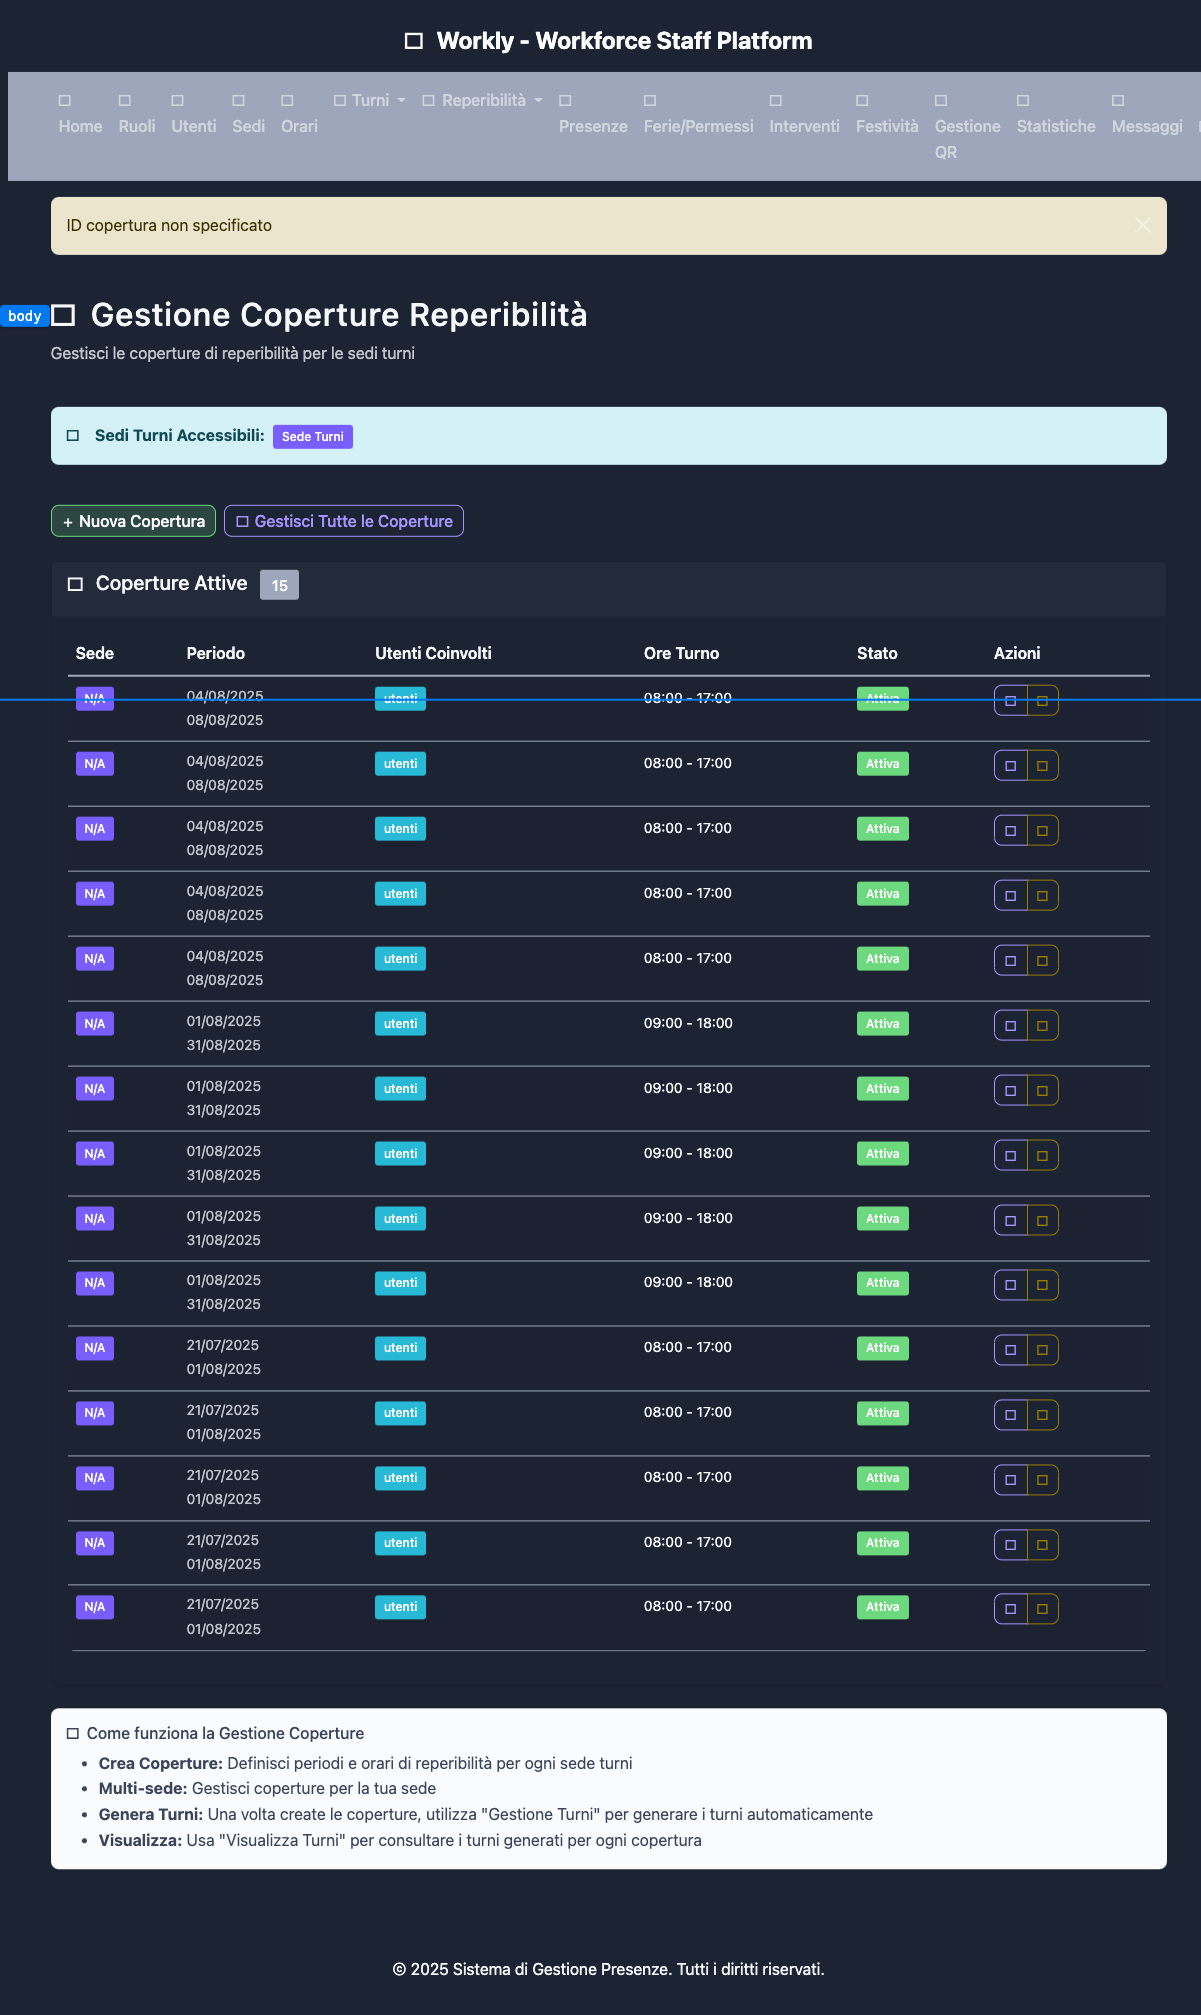 Workly - Workforce Staff Platform
Home Ruoli Utenti Sedi Orari Turni Reperibilità Presenze Ferie/Permessi Interventi Festività Gestione QR Statistiche Messaggi
ID copertura non specificato
body
Gestione Coperture Reperibilità
Gestisci le coperture di reperibilità per le sedi turni
Sedi Turni Accessibili: Sede Turni
+ Nuova Copertura Gestisci Tutte le Coperture
Coperture Attive 15
Sede Periodo Utenti Coinvolti Ore Turno Stato Azioni
N/A 04/08/2025 utenti 08:00 - 17:00 Attiva
08/08/2025
N/A 04/08/2025 utenti 08:00 - 17:00 Attiva
08/08/2025
N/A 04/08/2025 utenti 08:00 - 17:00 Attiva
08/08/2025
N/A 04/08/2025 utenti 08:00 - 17:00 Attiva
08/08/2025
N/A 04/08/2025 utenti 08:00 - 17:00 Attiva
08/08/2025
N/A 01/08/2025 utenti 09:00 - 18:00 Attiva
31/08/2025
N/A 01/08/2025 utenti 09:00 - 18:00 Attiva
31/08/2025
N/A 01/08/2025 utenti 09:00 - 18:00 Attiva
31/08/2025
N/A 01/08/2025 utenti 09:00 - 18:00 Attiva
31/08/2025
N/A 01/08/2025 utenti 09:00 - 18:00 Attiva
31/08/2025
N/A 21/07/2025 utenti 08:00 - 17:00 Attiva
01/08/2025
N/A 21/07/2025 utenti 08:00 - 17:00 Attiva
01/08/2025
N/A 21/07/2025 utenti 08:00 - 17:00 Attiva
01/08/2025
N/A 21/07/2025 utenti 08:00 - 17:00 Attiva
01/08/2025
N/A 21/07/2025 utenti 08:00 - 17:00 Attiva
01/08/2025
Come funziona la Gestione Coperture
• Crea Coperture: Definisci periodi e orari di reperibilità per ogni sede turni
• Multi-sede: Gestisci coperture per la tua sede
• Genera Turni: Una volta create le coperture, utilizza "Gestione Turni" per generare i turni automaticamente
• Visualizza: Usa "Visualizza Turni" per consultare i turni generati per ogni copertura
© 2025 Sistema di Gestione Presenze. Tutti i diritti riservati.